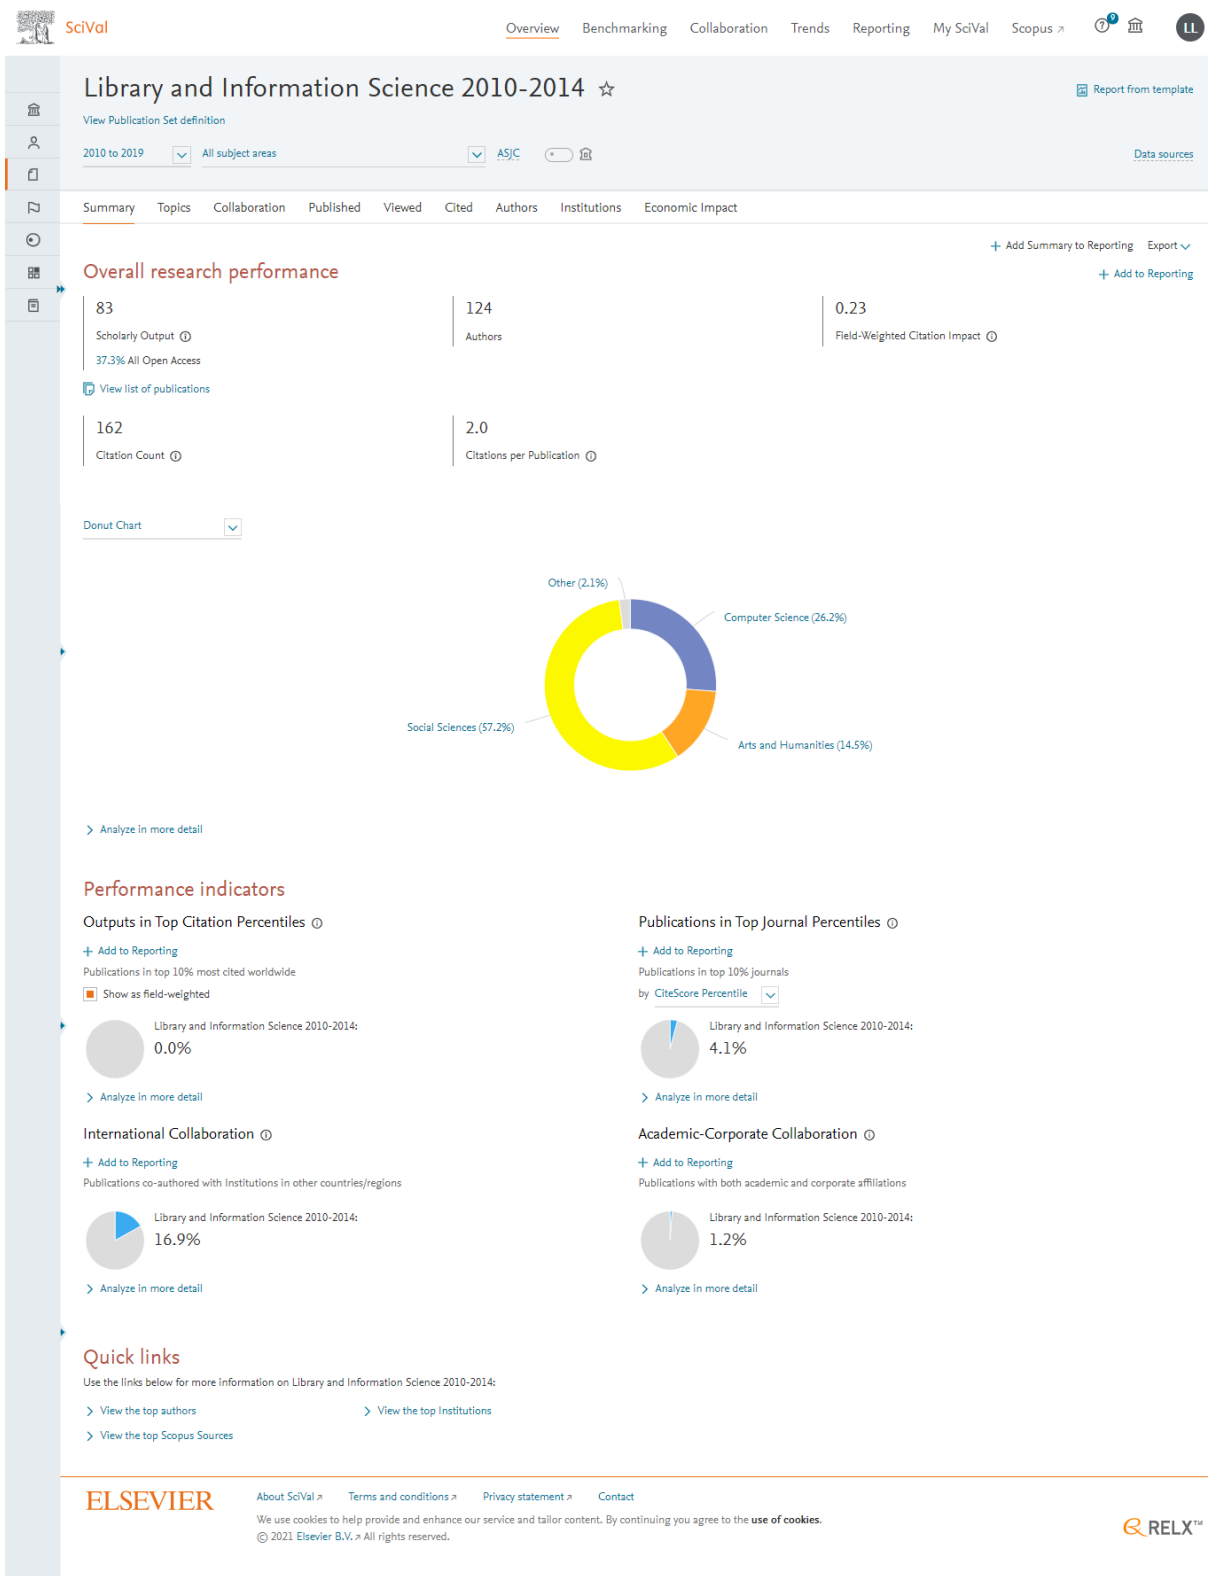 SciVal
Overview Benchmarking Collaboration Trends Reporting My SciVal Scopus ↗ 9 LL
Library and Information Science 2010-2014
Report from template
View Publication Set definition
2010 to 2019 All subject areas ASJC
Data sources
Summary Topics Collaboration Published Viewed Cited Authors Institutions Economic Impact
+ Add Summary to Reporting Export
Overall research performance
+ Add to Reporting
83 124 0.23
Scholarly Output Authors Field-Weighted Citation Impact
37.3% All Open Access
View list of publications
162 2.0
Citation Count Citations per Publication
Donut Chart
Other (2.1%)
Computer Science (26.2%)
Social Sciences (57.2%)
Arts and Humanities (14.5%)
Analyze in more detail
Performance indicators
Outputs in Top Citation Percentiles
+ Add to Reporting
Publications in top 10% most cited worldwide
Show as field-weighted
Library and Information Science 2010-2014:
0.0%
Analyze in more detail
Publications in Top Journal Percentiles
+ Add to Reporting
Publications in top 10% journals
by CiteScore Percentile
Library and Information Science 2010-2014:
4.1%
Analyze in more detail
International Collaboration
+ Add to Reporting
Publications co-authored with Institutions in other countries/regions
Library and Information Science 2010-2014:
16.9%
Analyze in more detail
Academic-Corporate Collaboration
+ Add to Reporting
Publications with both academic and corporate affiliations
Library and Information Science 2010-2014:
1.2%
Analyze in more detail
Quick links
Use the links below for more information on Library and Information Science 2010-2014:
View the top authors View the top Institutions
View the top Scopus Sources
ELSEVIER
About SciVal ↗ Terms and conditions ↗ Privacy statement ↗ Contact
We use cookies to help provide and enhance our service and tailor content. By continuing you agree to the use of cookies.
© 2021 Elsevier B.V. ↗ All rights reserved.
RELX™